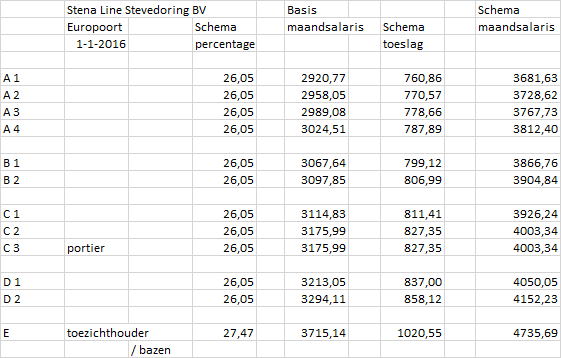 Stena Line Stevedoring BV Basis Schema
Europoort Schema maandsalaris Schema maandsalaris
1-1-2016 percentage toeslag
A 1 26,05 2920,77 760,86 3681,63
A 2 26,05 2958,05 770,57 3728,62
A 3 26,05 2989,08 778,66 3767,73
A 4 26,05 3024,51 787,89 3812,40
B 1 26,05 3067,64 799,12 3866,76
B 2 26,05 3097,85 806,99 3904,84
C 1 26,05 3114,83 811,41 3926,24
C 2 26,05 3175,99 827,35 4003,34
C 3 portier 26,05 3175,99 827,35 4003,34
D 1 26,05 3213,05 837,00 4050,05
D 2 26,05 3294,11 858,12 4152,23
E toezichthouder 27,47 3715,14 1020,55 4735,69
/ bazen